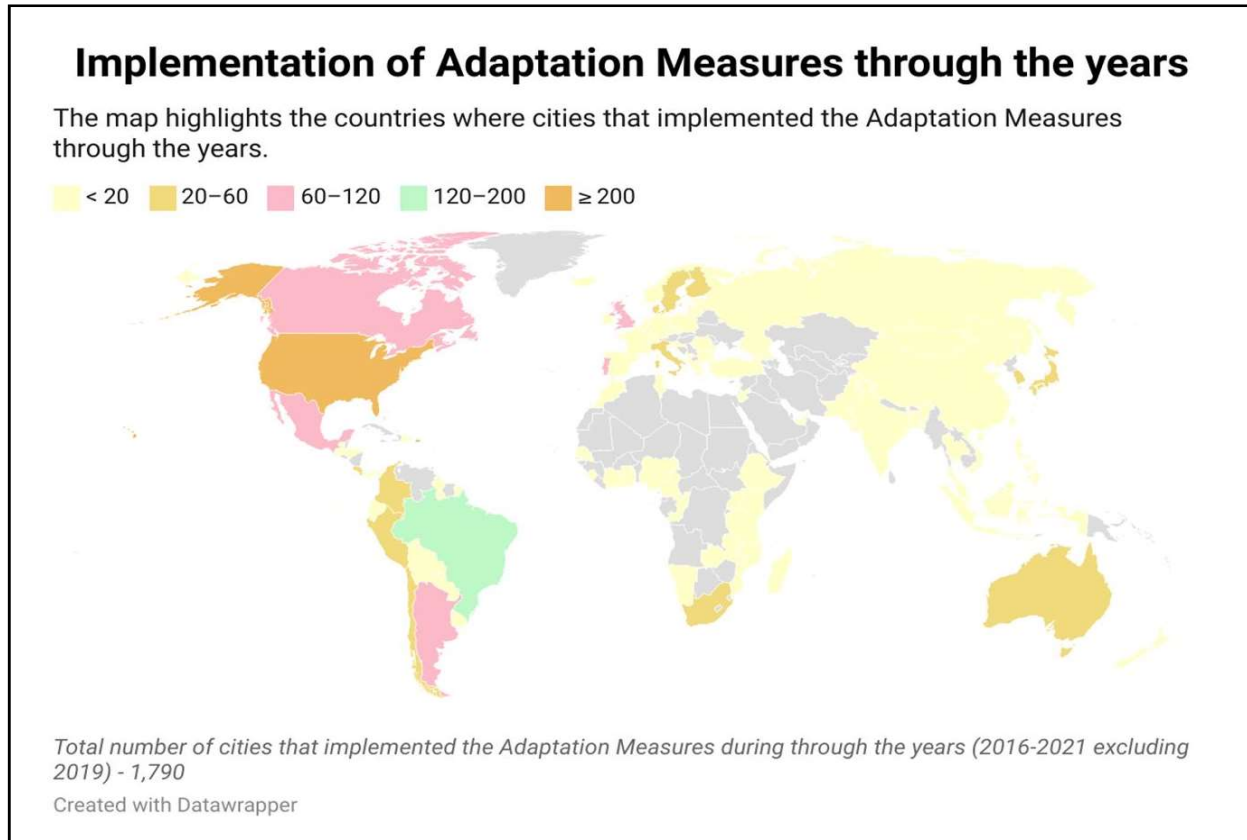 Implementation of Adaptation Measures through the years
The map highlights the countries where cities that implemented the Adaptation Measures
through the years.
< 20 20–60 60–120 120–200 ≥ 200
Total number of cities that implemented the Adaptation Measures during through the years (2016-2021 excluding
2019) - 1,790
Created with Datawrapper